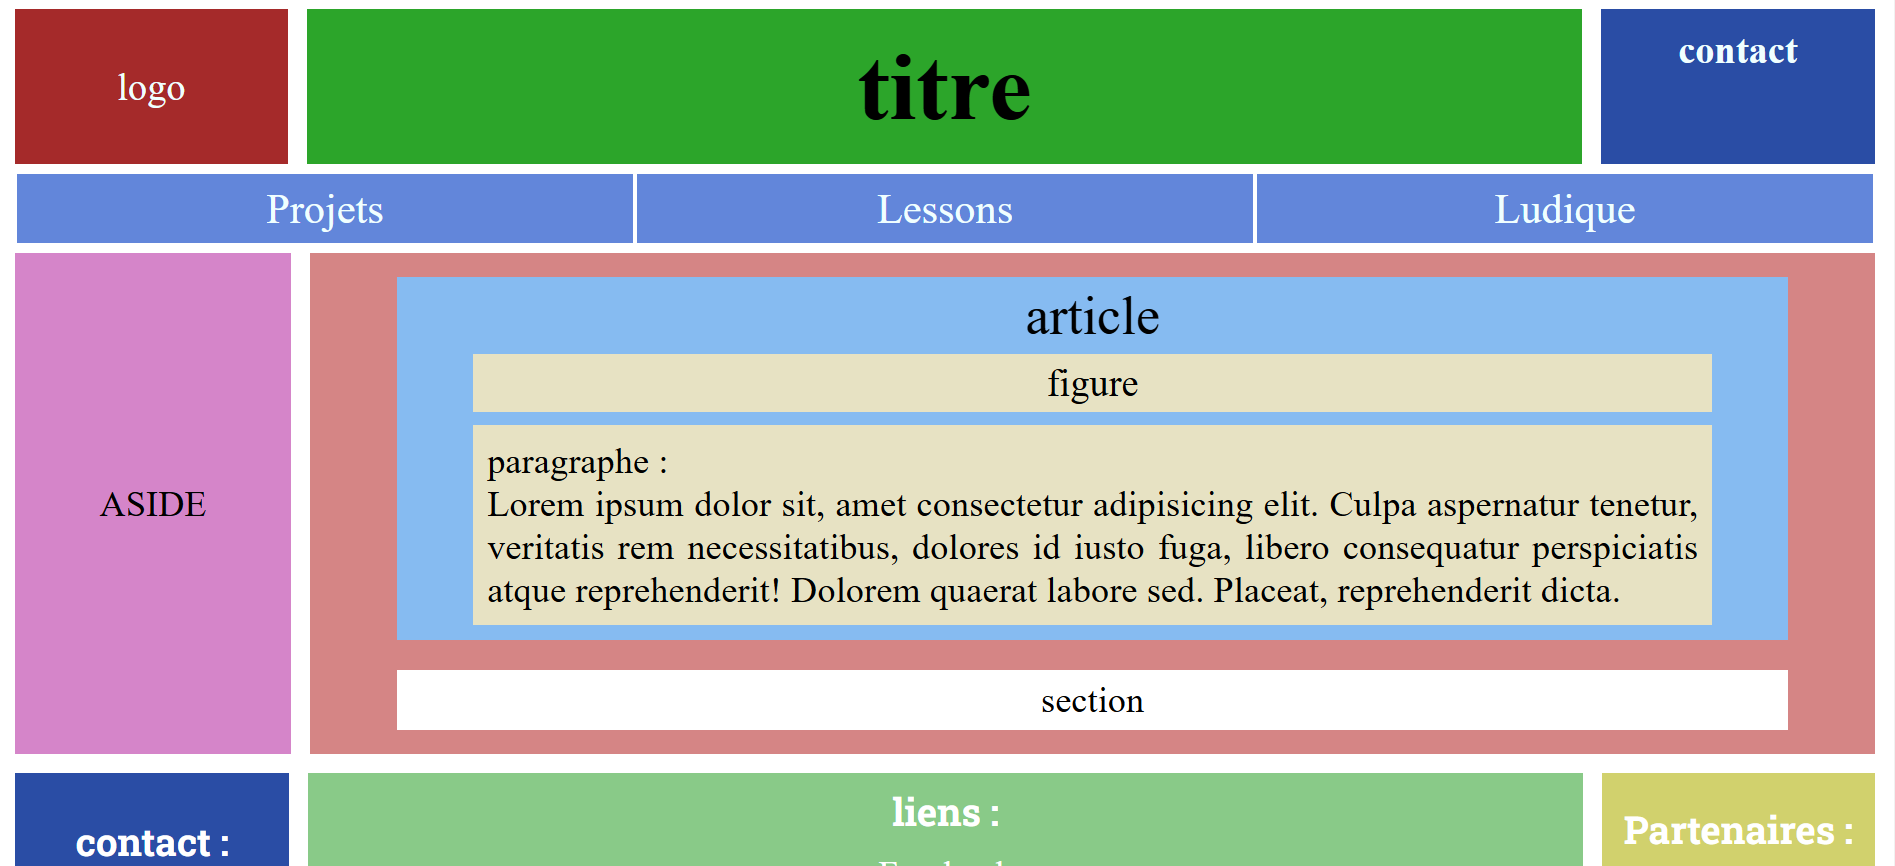 logo
titre
contact
Projets
Lessons
Ludique
ASIDE
article
figure
paragraphe :
Lorem ipsum dolor sit, amet consectetur adipisicing elit. Culpa aspernatur tenetur,
veritatis rem necessitatibus, dolores id iusto fuga, libero consequatur perspiciatis
atque reprehenderit! Dolorem quaerat labore sed. Placeat, reprehenderit dicta.
section
contact :
liens :
Partenaires :